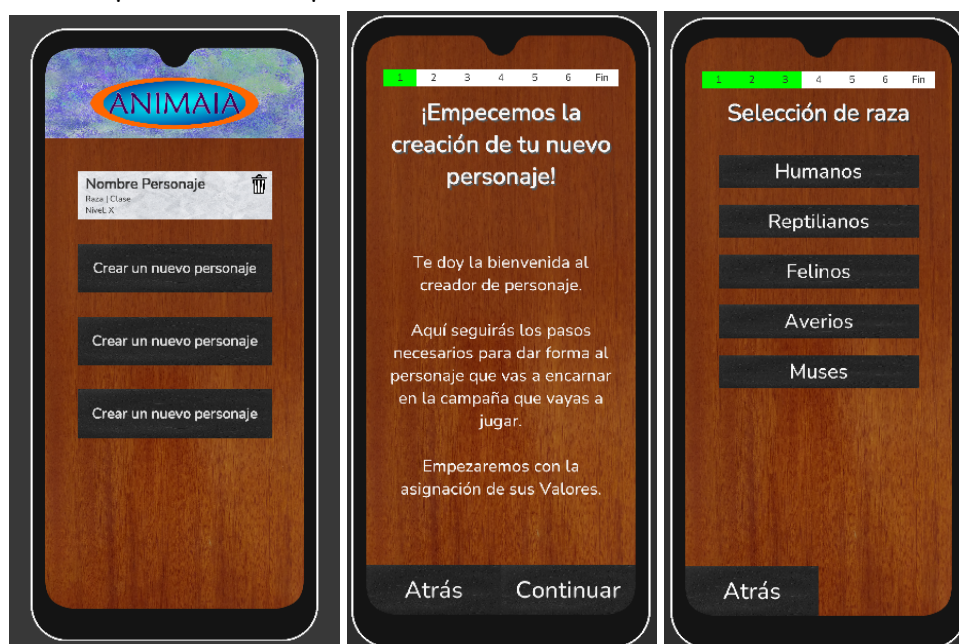 ANIMAIA
Nombre Personaje
Raza | Clase
Nivel. X
Crear un nuevo personaje
Crear un nuevo personaje
Crear un nuevo personaje
1 2 3 4 5 6 Fin
¡Empecemos la
creación de tu nuevo
personaje!
Te doy la bienvenida al
creador de personaje.
Aquí seguirás los pasos
necesarios para dar forma al
personaje que vas a encarnar
en la campaña que vayas a
jugar.
Empezaremos con la
asignación de sus Valores.
Atrás
Continuar
1 2 3 4 5 6 Fin
Selección de raza
Humanos
Reptilianos
Felinos
Averios
Muses
Atrás